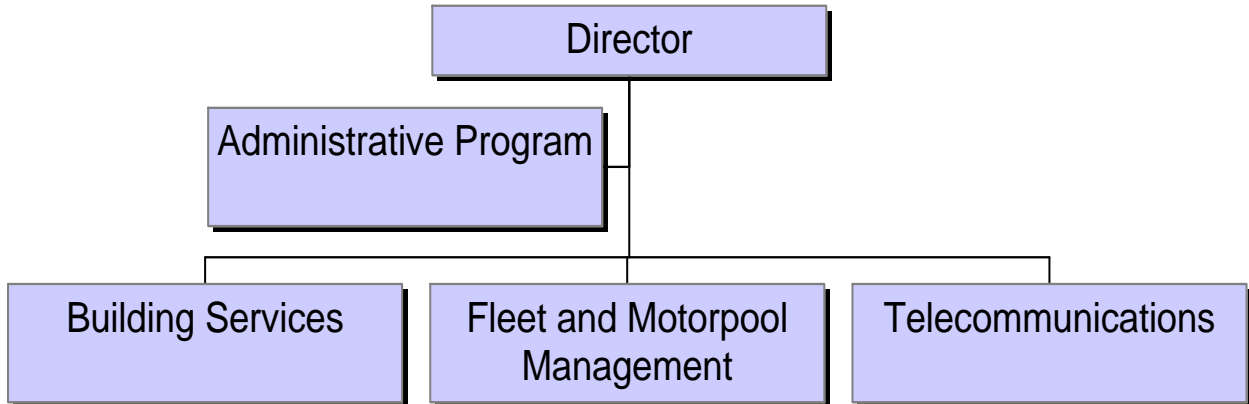 Director
Administrative Program
Building Services
Fleet and Motorpool
Management
Telecommunications